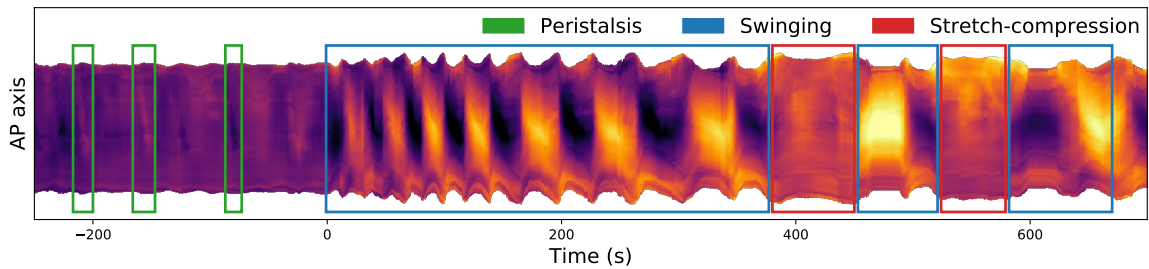 Peristalsis Swinging Stretch-compression
AP axis
−200 0 200 400 600
Time (s)